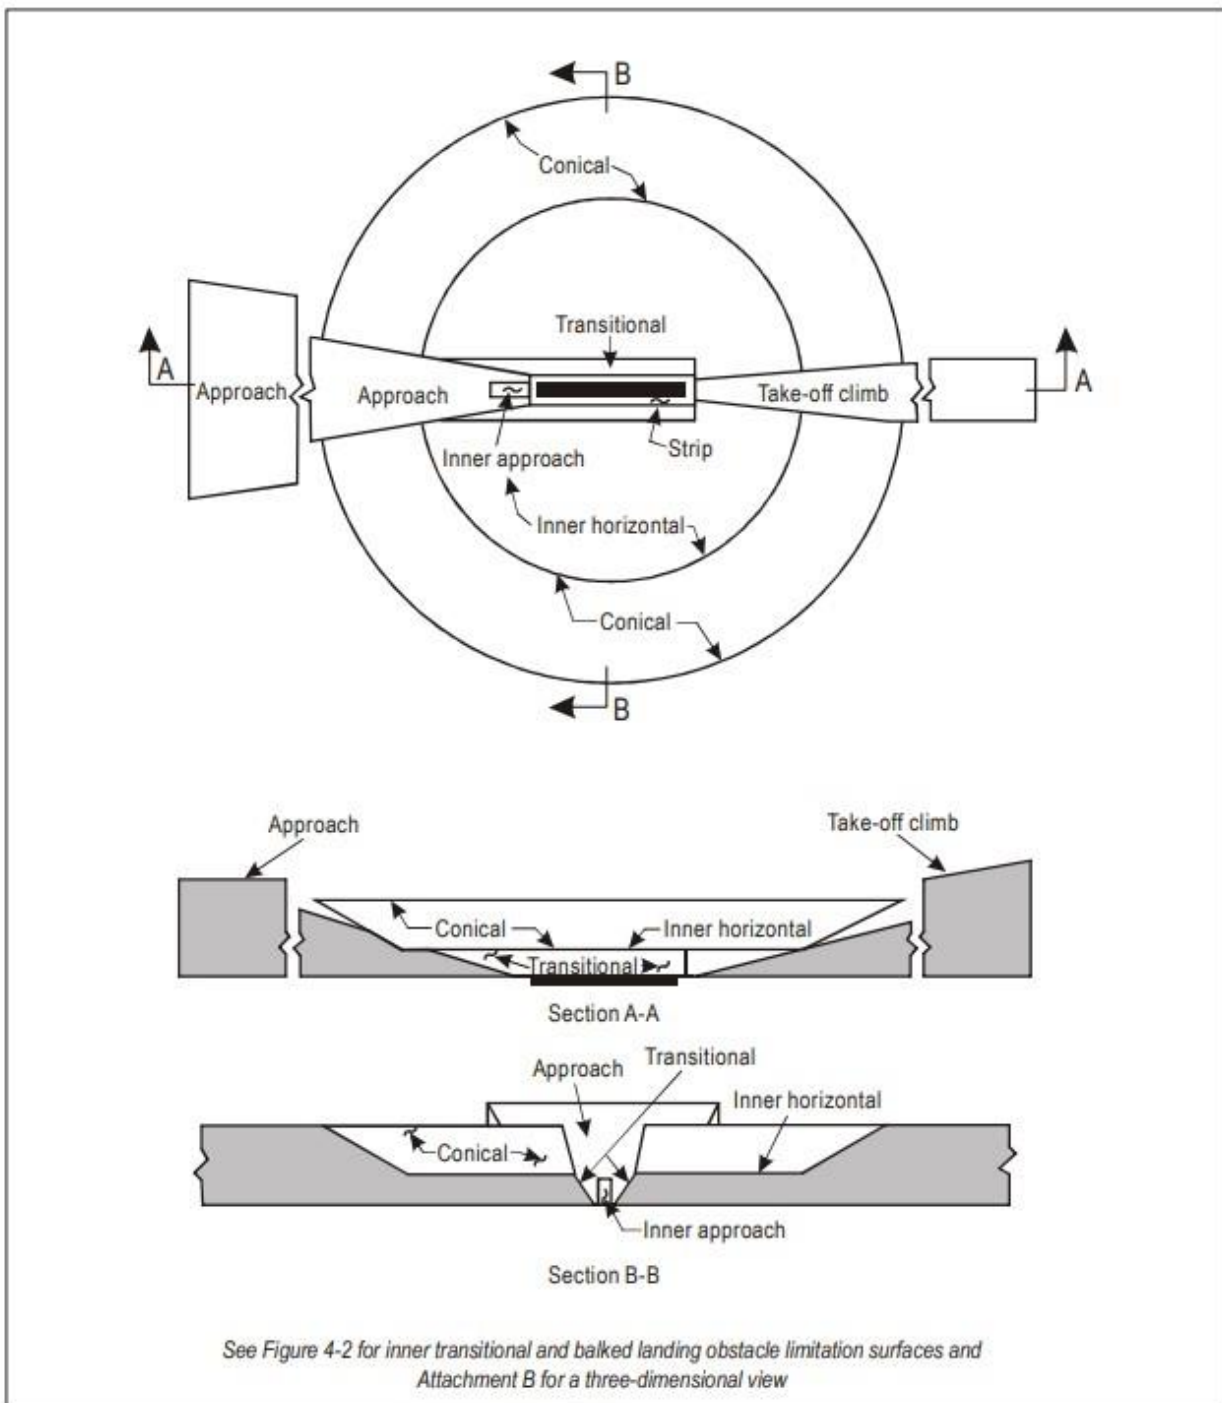 B
Conical
Transitional
A
Approach
Approach
Take-off climb
A
Inner approach
Strip
Inner horizontal
Conical
B
Approach
Take-off climb
Conical
Inner horizontal
Transitional
Section A-A
Transitional
Approach
Inner horizontal
Conical
Inner approach
Section B-B
See Figure 4-2 for inner transitional and balked landing obstacle limitation surfaces and
Attachment B for a three-dimensional view